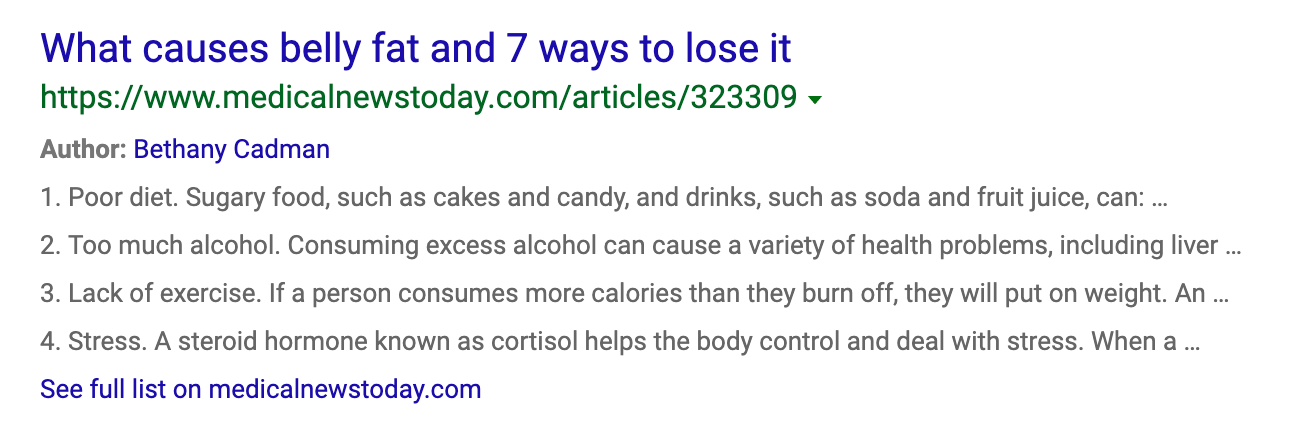 What causes belly fat and 7 ways to lose it
https://www.medicalnewstoday.com/articles/323309
Author: Bethany Cadman
1. Poor diet. Sugary food, such as cakes and candy, and drinks, such as soda and fruit juice, can: ...
2. Too much alcohol. Consuming excess alcohol can cause a variety of health problems, including liver ...
3. Lack of exercise. If a person consumes more calories than they burn off, they will put on weight. An ...
4. Stress. A steroid hormone known as cortisol helps the body control and deal with stress. When a ...
See full list on medicalnewstoday.com